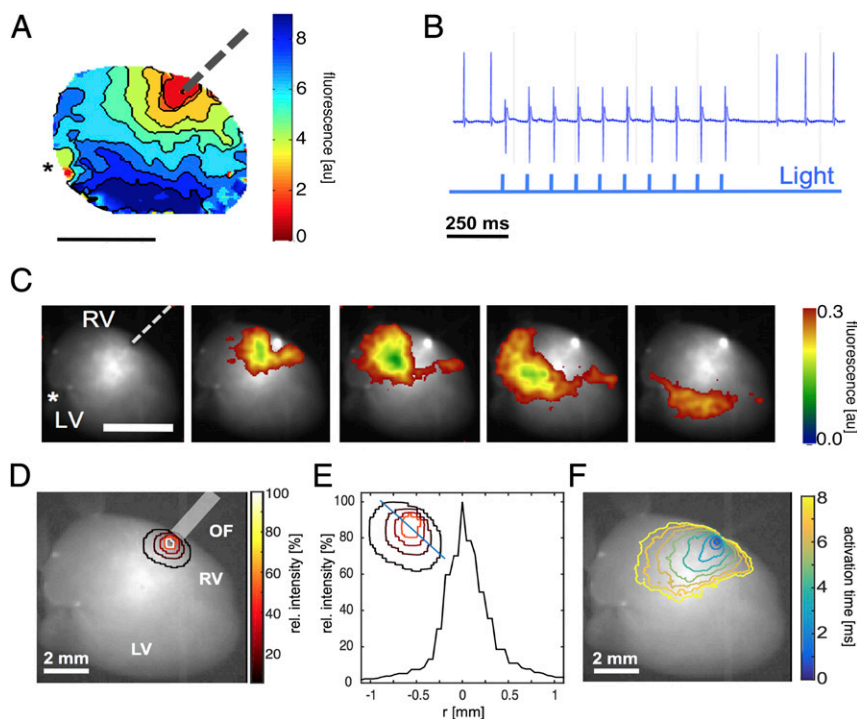 A
8
6
4
2
0
fluorescence [au]
*
B
Light
250 ms
C
RV
*
LV
0.3
0.0
fluorescence [au]
D
OF
RV
LV
2 mm
100
80
60
40
20
rel. intensity [%]
E
100
80
60
40
20
0
rel. intensity [%]
-1 -0.5 0 0.5 1
r [mm]
F
2 mm
8
6
4
2
0
activation time [ms]